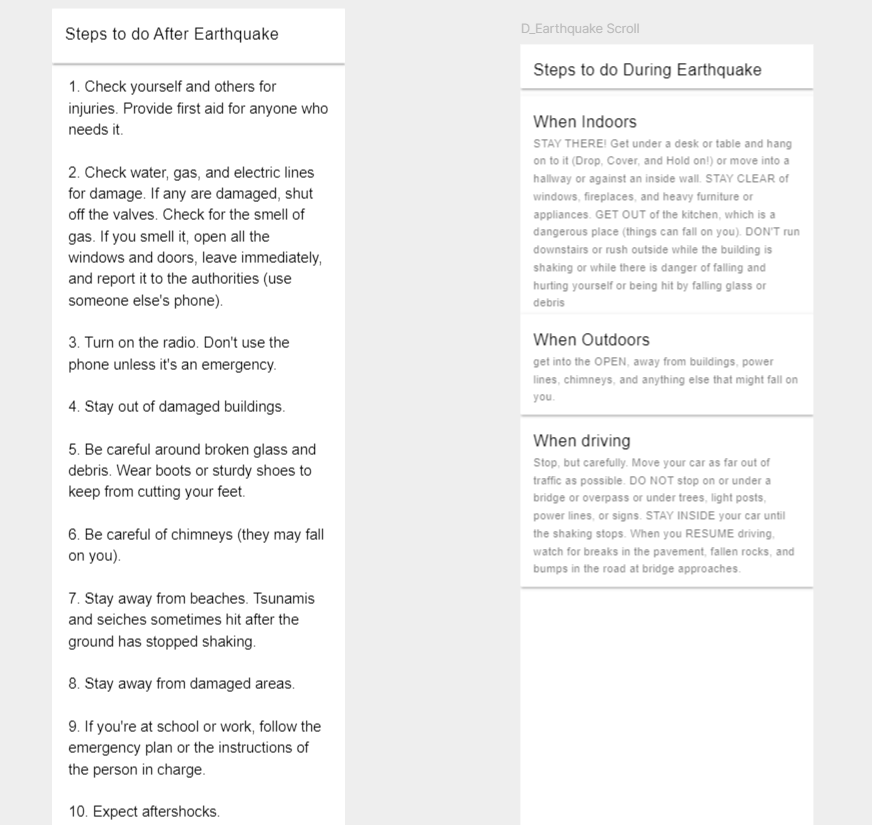 Steps to do After Earthquake
1. Check yourself and others for
injuries. Provide first aid for anyone who
needs it.
2. Check water, gas, and electric lines
for damage. If any are damaged, shut
off the valves. Check for the smell of
gas. If you smell it, open all the
windows and doors, leave immediately,
and report it to the authorities (use
someone else's phone).
3. Turn on the radio. Don't use the
phone unless it's an emergency.
4. Stay out of damaged buildings.
5. Be careful around broken glass and
debris. Wear boots or sturdy shoes to
keep from cutting your feet.
6. Be careful of chimneys (they may fall
on you).
7. Stay away from beaches. Tsunamis
and seiches sometimes hit after the
ground has stopped shaking.
8. Stay away from damaged areas.
9. If you're at school or work, follow the
emergency plan or the instructions of
the person in charge.
10. Expect aftershocks.
D_Earthquake Scroll
Steps to do During Earthquake
When Indoors
STAY THERE! Get under a desk or table and hang
on to it (Drop, Cover, and Hold on!) or move into a
hallway or against an inside wall. STAY CLEAR of
windows, fireplaces, and heavy furniture or
appliances. GET OUT of the kitchen, which is a
dangerous place (things can fall on you). DON'T run
downstairs or rush outside while the building is
shaking or while there is danger of falling and
hurting yourself or being hit by falling glass or
debris
When Outdoors
get into the OPEN, away from buildings, power
lines, chimneys, and anything else that might fall on
you.
When driving
Stop, but carefully. Move your car as far out of
traffic as possible. DO NOT stop on or under a
bridge or overpass or under trees, light posts,
power lines, or signs. STAY INSIDE your car until
the shaking stops. When you RESUME driving,
watch for breaks in the pavement, fallen rocks, and
bumps in the road at bridge approaches.